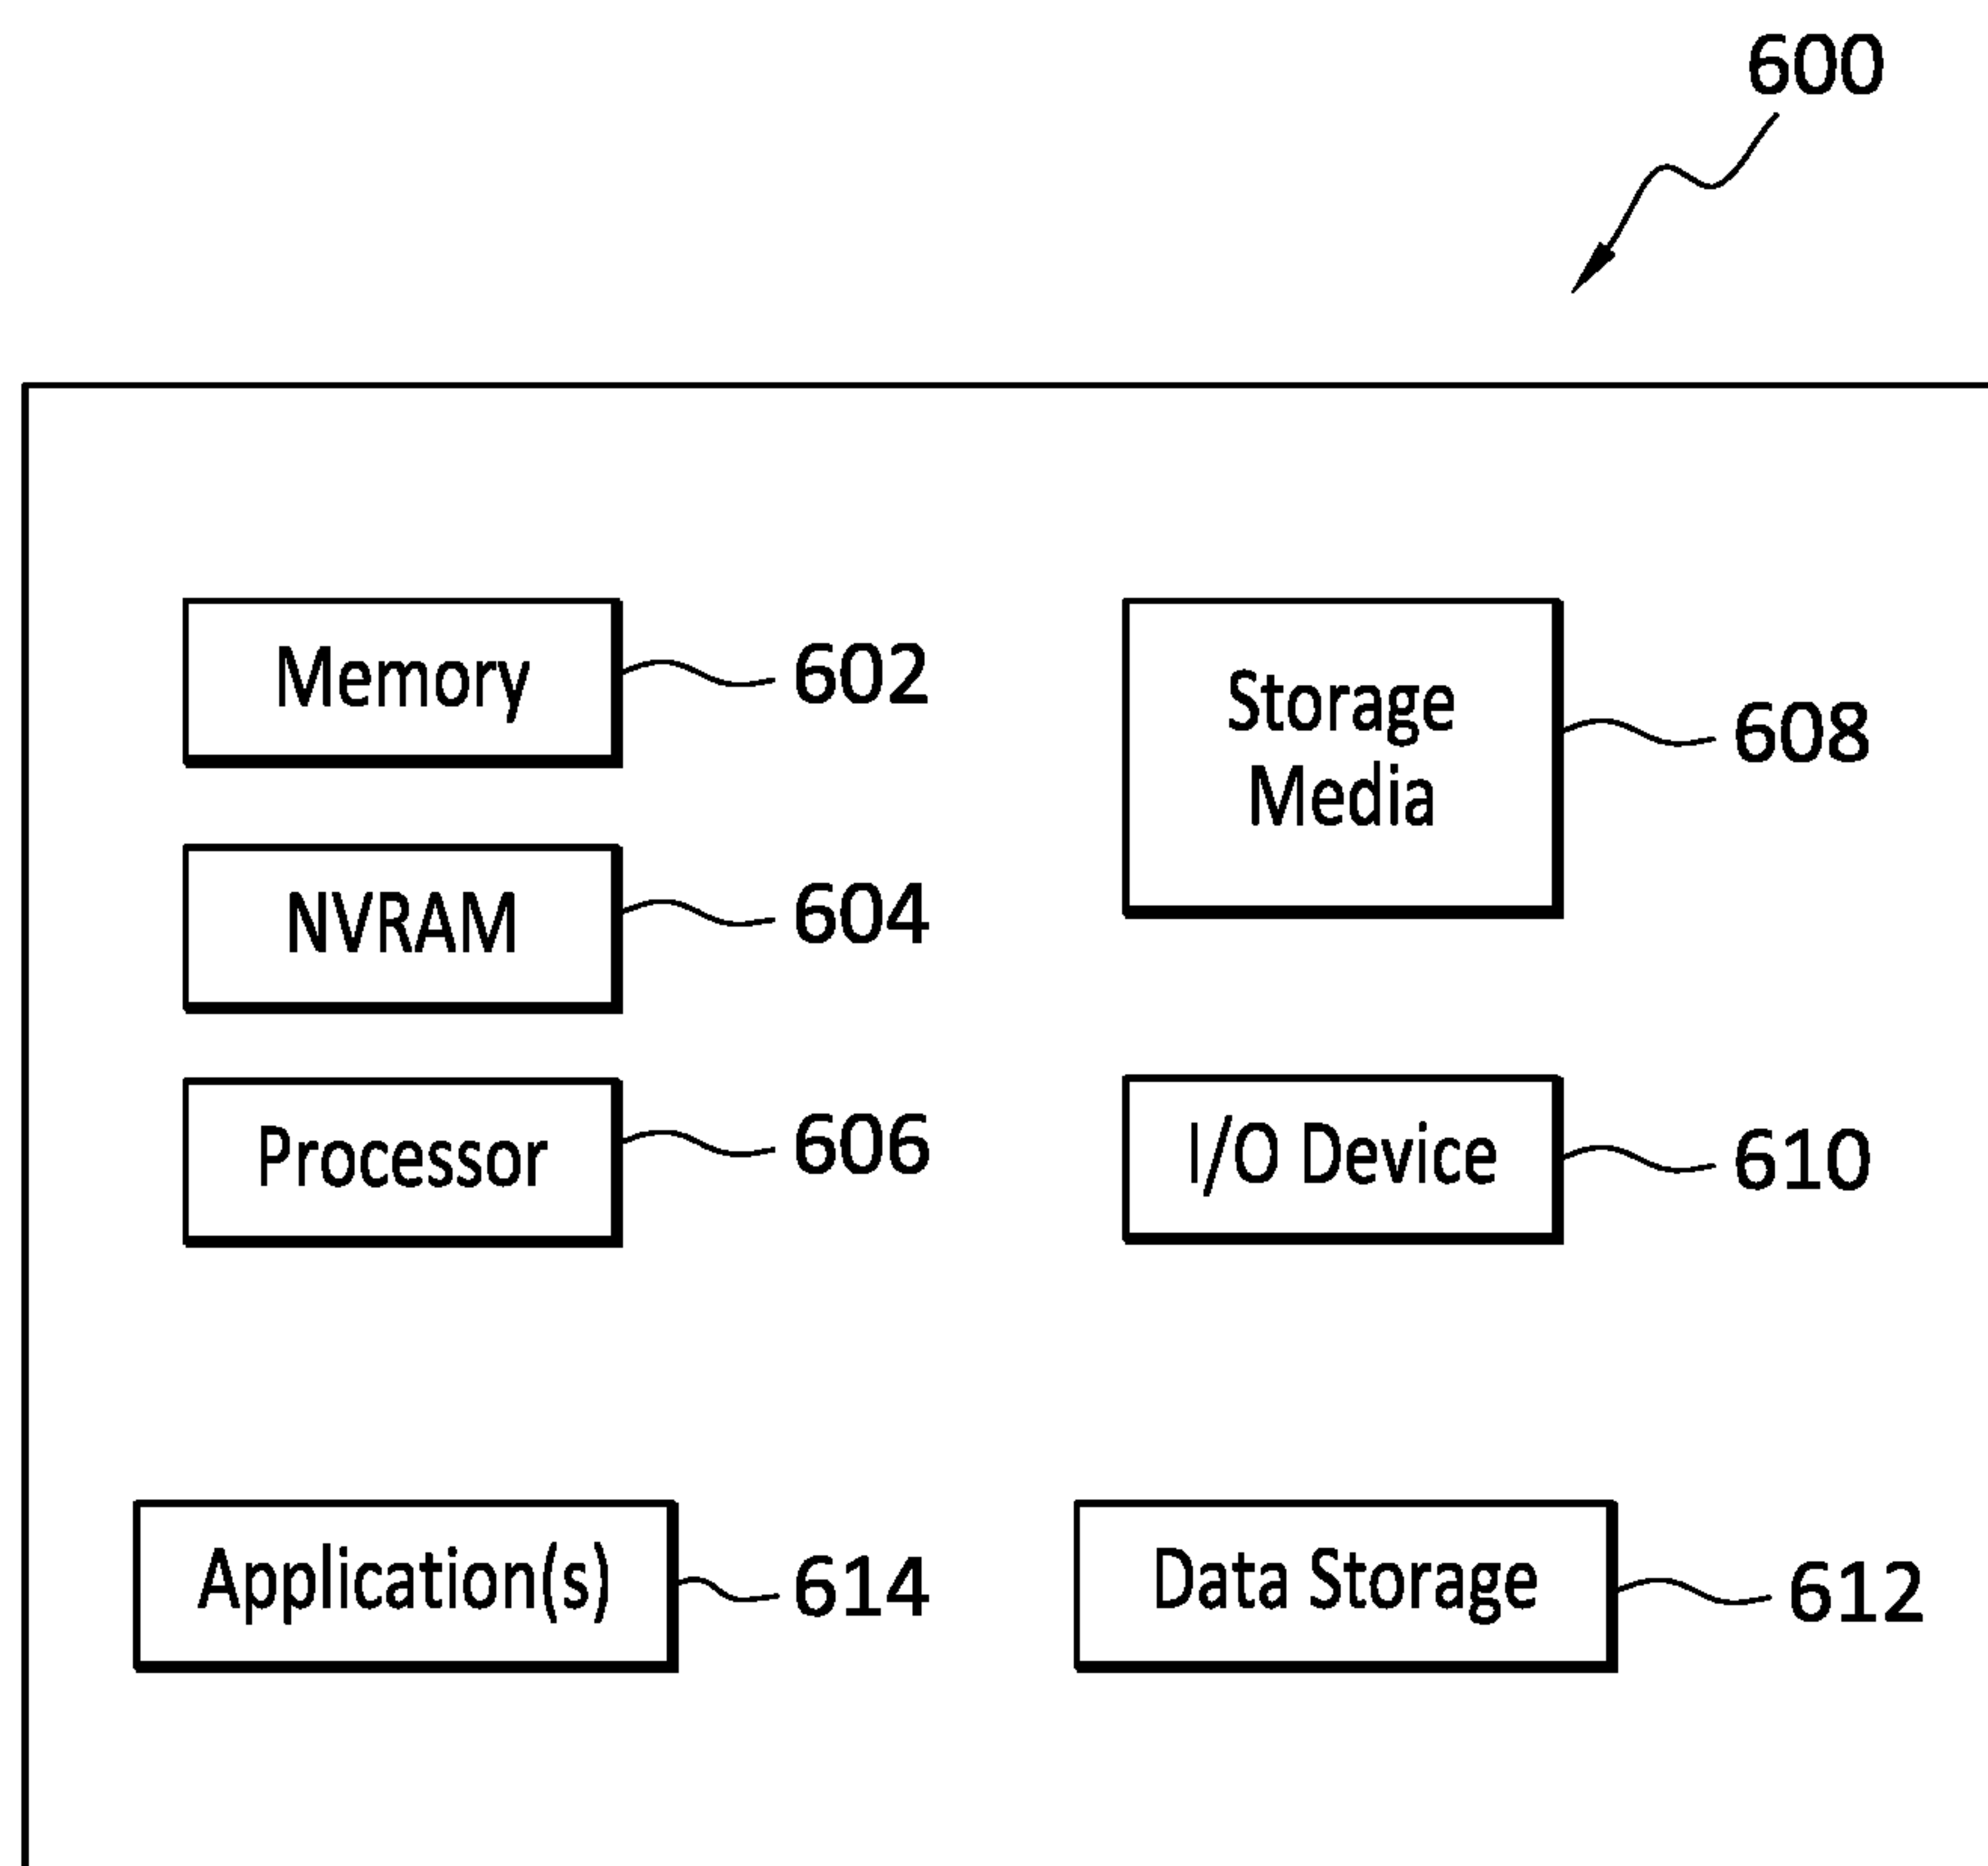 600
Memory
602
NVRAM
604
Processor
606
Storage
Media
608
I/O Device
610
Application(s)
614
Data Storage
612